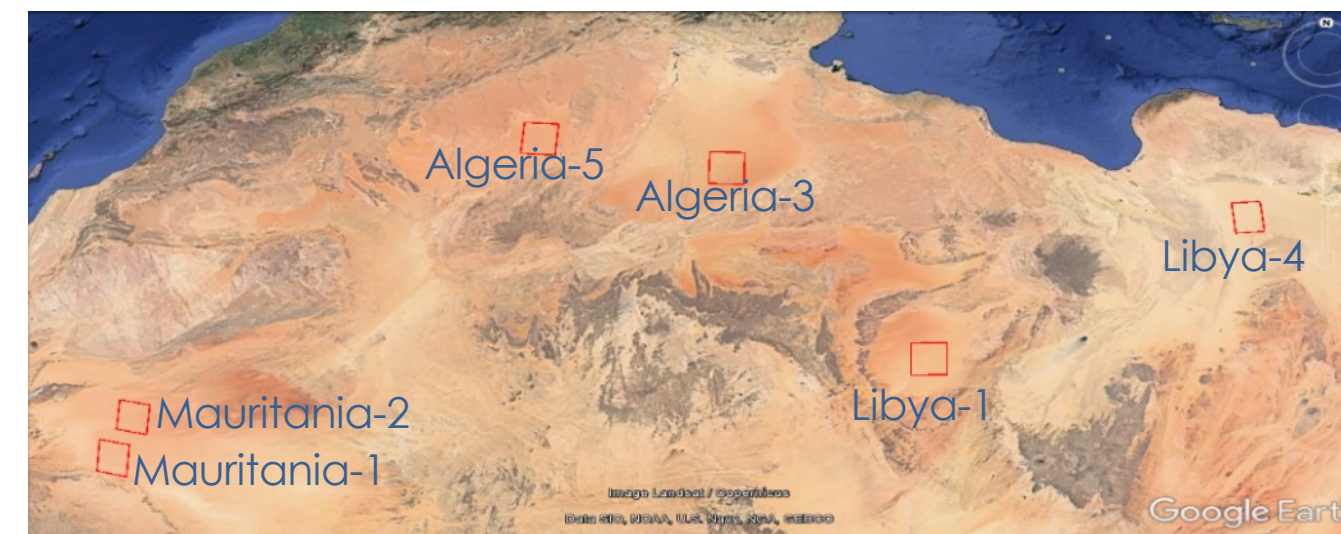 N
Algeria-5
Algeria-3
Libya-4
Libya-1
Mauritania-2
Mauritania-1
Image Landsat / Copernicus
Data SIO, NOAA, U.S. Navy, NGA, GEBCO
Google Eart